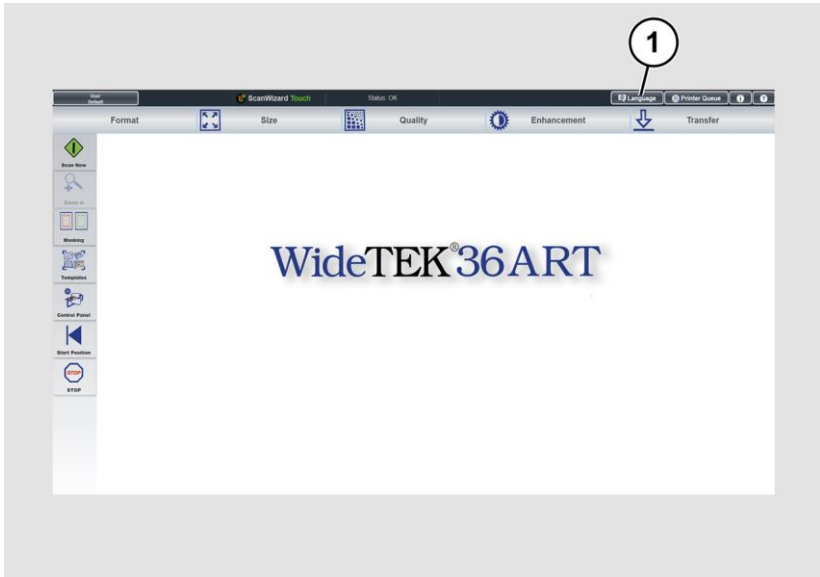 1
User
Default
ScanWizard Touch
Status: OK
Language
Printer Queue
i
?
Format
Size
Quality
Enhancement
Transfer
Scan Now
Zoom in
Masking
Templates
Control Panel
Start Position
STOP
STOP
WideTEK®36ART